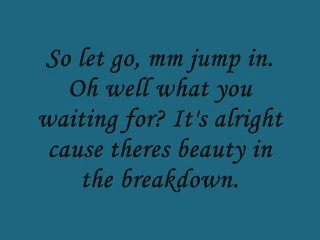 So let go, mm jump in.
Oh well what you
waiting for? It's alright
cause theres beauty in
the breakdown.